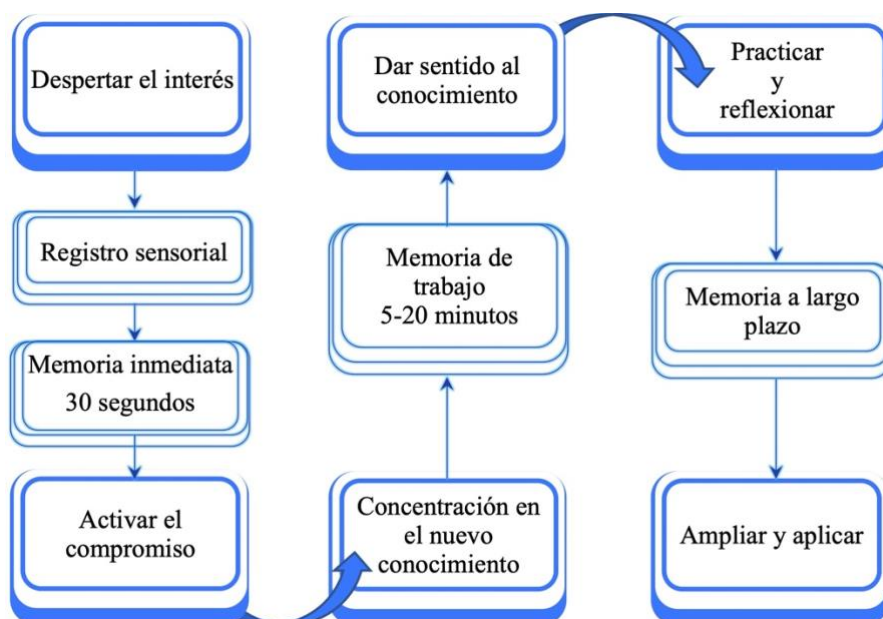 Despertar el interés
Registro sensorial
Memoria inmediata
30 segundos
Activar el
compromiso
Concentración en
el nuevo
conocimiento
Memoria de
trabajo
5-20 minutos
Dar sentido al
conocimiento
Practicar
y
reflexionar
Memoria a largo
plazo
Ampliar y aplicar